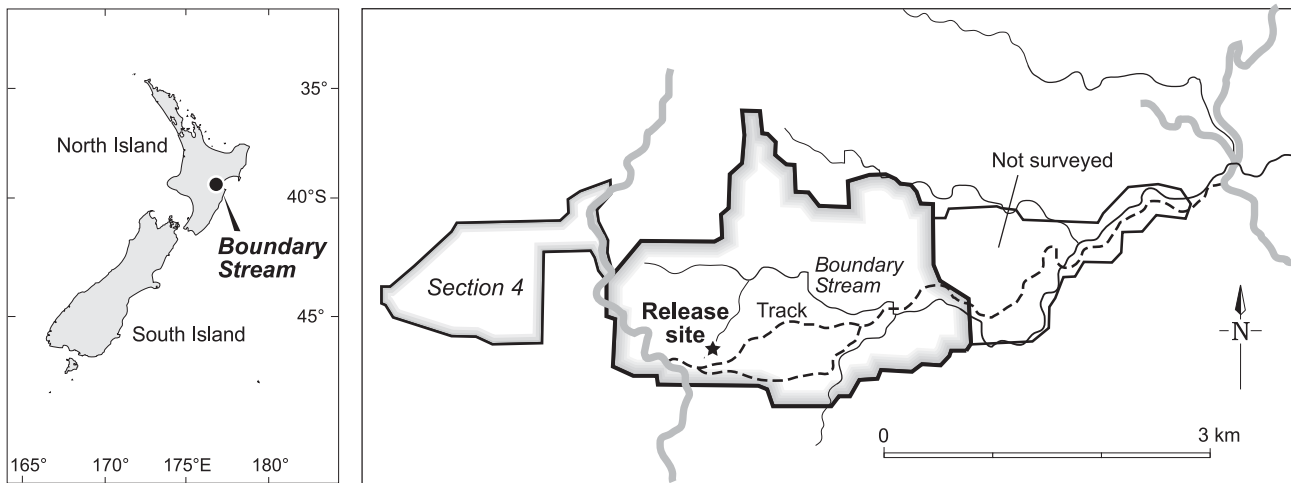 35°
North Island
40°S
Boundary
Stream
South Island
45°
165°
170°
175°E
180°
Not surveyed
Section 4
Boundary
Stream
Release
site
Track
N
0
3 km